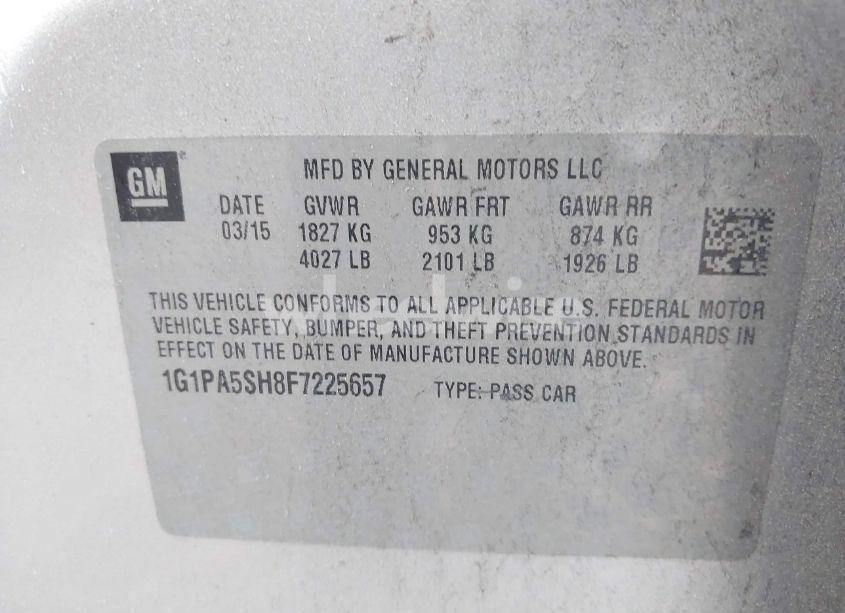 GM
MFD BY GENERAL MOTORS LLC
DATE GVWR GAWR FRT GAWR RR
03/15 1827 KG 953 KG 874 KG
4027 LB 2101 LB 1926 LB
THIS VEHICLE CONFORMS TO ALL APPLICABLE U.S. FEDERAL MOTOR
VEHICLE SAFETY, BUMPER, AND THEFT PREVENTION STANDARDS IN
EFFECT ON THE DATE OF MANUFACTURE SHOWN ABOVE.
1G1PA5SH8F7225657 TYPE: PASS CAR